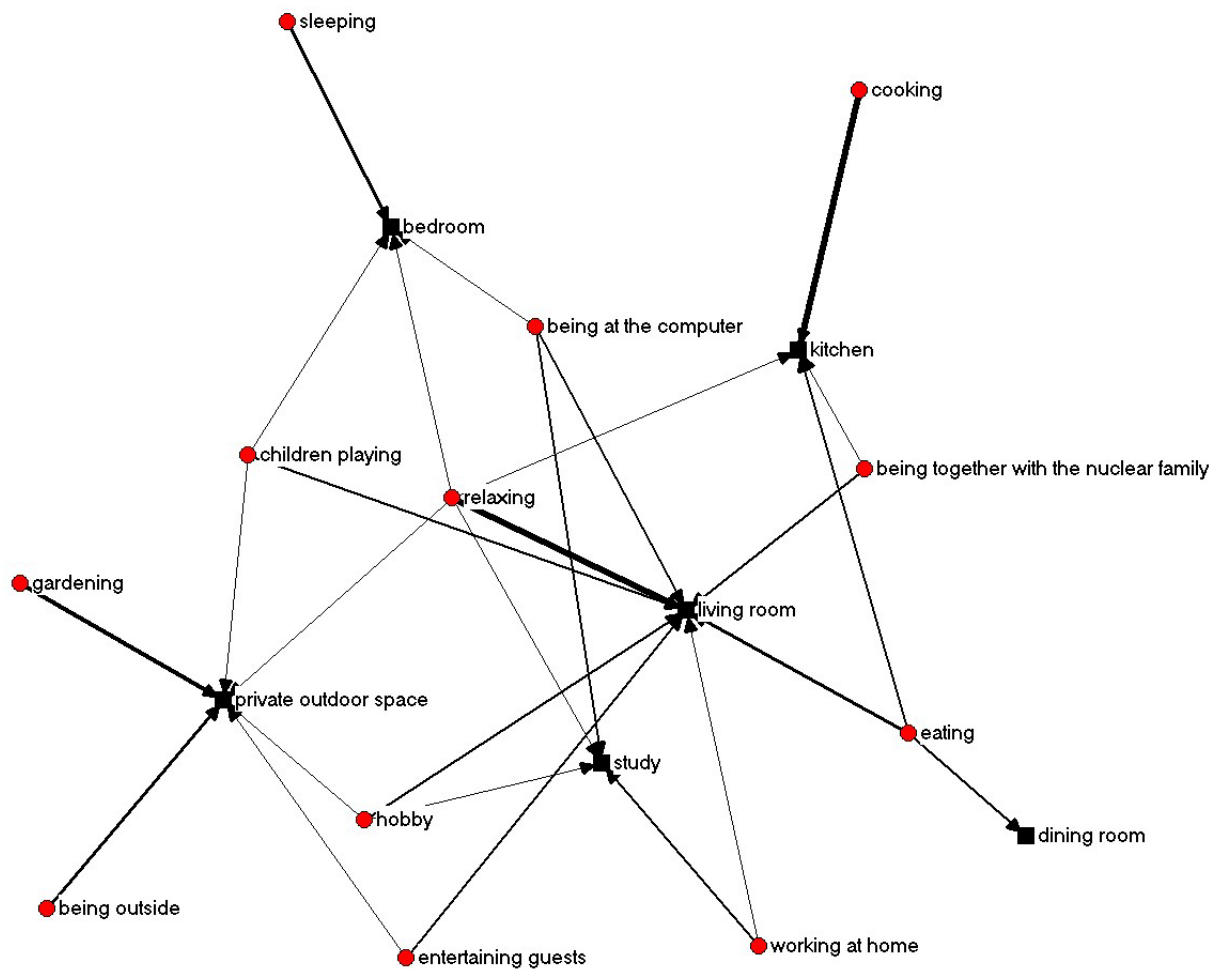 sleeping
cooking
bedroom
being at the computer
kitchen
children playing
being together with the nuclear family
relaxing
gardening
living room
private outdoor space
eating
study
hobby
dining room
being outside
working at home
entertaining guests